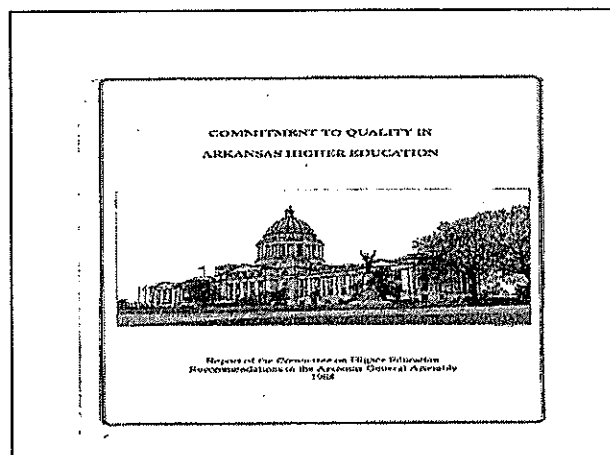 COMMITMENT TO QUALITY IN
ARKANSAS HIGHER EDUCATION
Report of the Committee on Higher Education
Recommendations to the Arkansas General Assembly